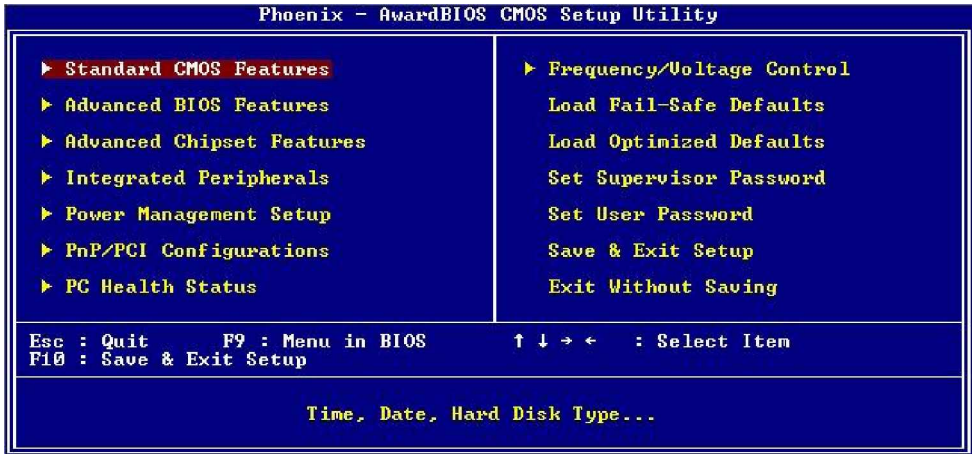 Phoenix - AwardBIOS CMOS Setup Utility
▶ Standard CMOS Features
▶ Advanced BIOS Features
▶ Advanced Chipset Features
▶ Integrated Peripherals
▶ Power Management Setup
▶ PnP/PCI Configurations
▶ PC Health Status
▶ Frequency/Voltage Control
Load Fail-Safe Defaults
Load Optimized Defaults
Set Supervisor Password
Set User Password
Save & Exit Setup
Exit Without Saving
Esc : Quit F9 : Menu in BIOS ↑ ↓ → ← : Select Item
F10 : Save & Exit Setup
Time, Date, Hard Disk Type...